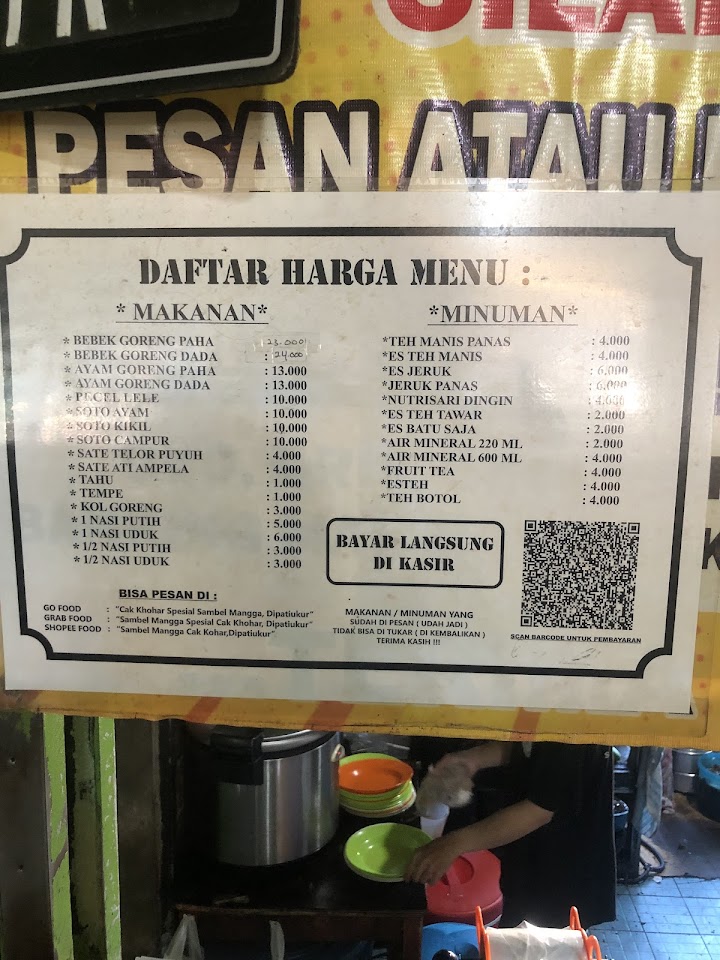 PESAN ATAU
DAFTAR HARGA MENU :
* MAKANAN*
* BEBEK GORENG PAHA 23.000
* BEBEK GORENG DADA : 24.000
* AYAM GORENG PAHA : 13.000
* AYAM GORENG DADA : 13.000
* PECEL LELE : 10.000
* SOTO AYAM : 10.000
* SOTO KIKIL : 10.000
* SOTO CAMPUR : 10.000
* SATE TELOR PUYUH : 4.000
* SATE ATI AMPELA : 4.000
* TAHU : 1.000
* TEMPE : 1.000
* KOL GORENG : 3.000
* 1 NASI PUTIH : 5.000
* 1 NASI UDUK : 6.000
* 1/2 NASI PUTIH : 3.000
* 1/2 NASI UDUK : 3.000
*MINUMAN*
*TEH MANIS PANAS : 4.000
*ES TEH MANIS : 4.000
*ES JERUK : 6.000
*JERUK PANAS : 6.000
*NUTRISARI DINGIN : 4.000
*ES TEH TAWAR : 2.000
*ES BATU SAJA : 2.000
*AIR MINERAL 220 ML : 2.000
*AIR MINERAL 600 ML : 4.000
*FRUIT TEA : 4.000
*ESTEH : 4.000
*TEH BOTOL : 4.000
BAYAR LANGSUNG
DI KASIR
BISA PESAN DI :
GO FOOD : "Cak Khohar Spesial Sambel Mangga, Dipatiukur"
GRAB FOOD : "Sambel Mangga Spesial Cak Khohar, Dipatiukur"
SHOPEE FOOD : "Sambel Mangga Cak Kohar,Dipatiukur"
MAKANAN / MINUMAN YANG
SUDAH DI PESAN ( UDAH JADI )
TIDAK BISA DI TUKAR ( DI KEMBALIKAN )
TERIMA KASIH !!!
SCAN BARCODE UNTUK PEMBAYARAN